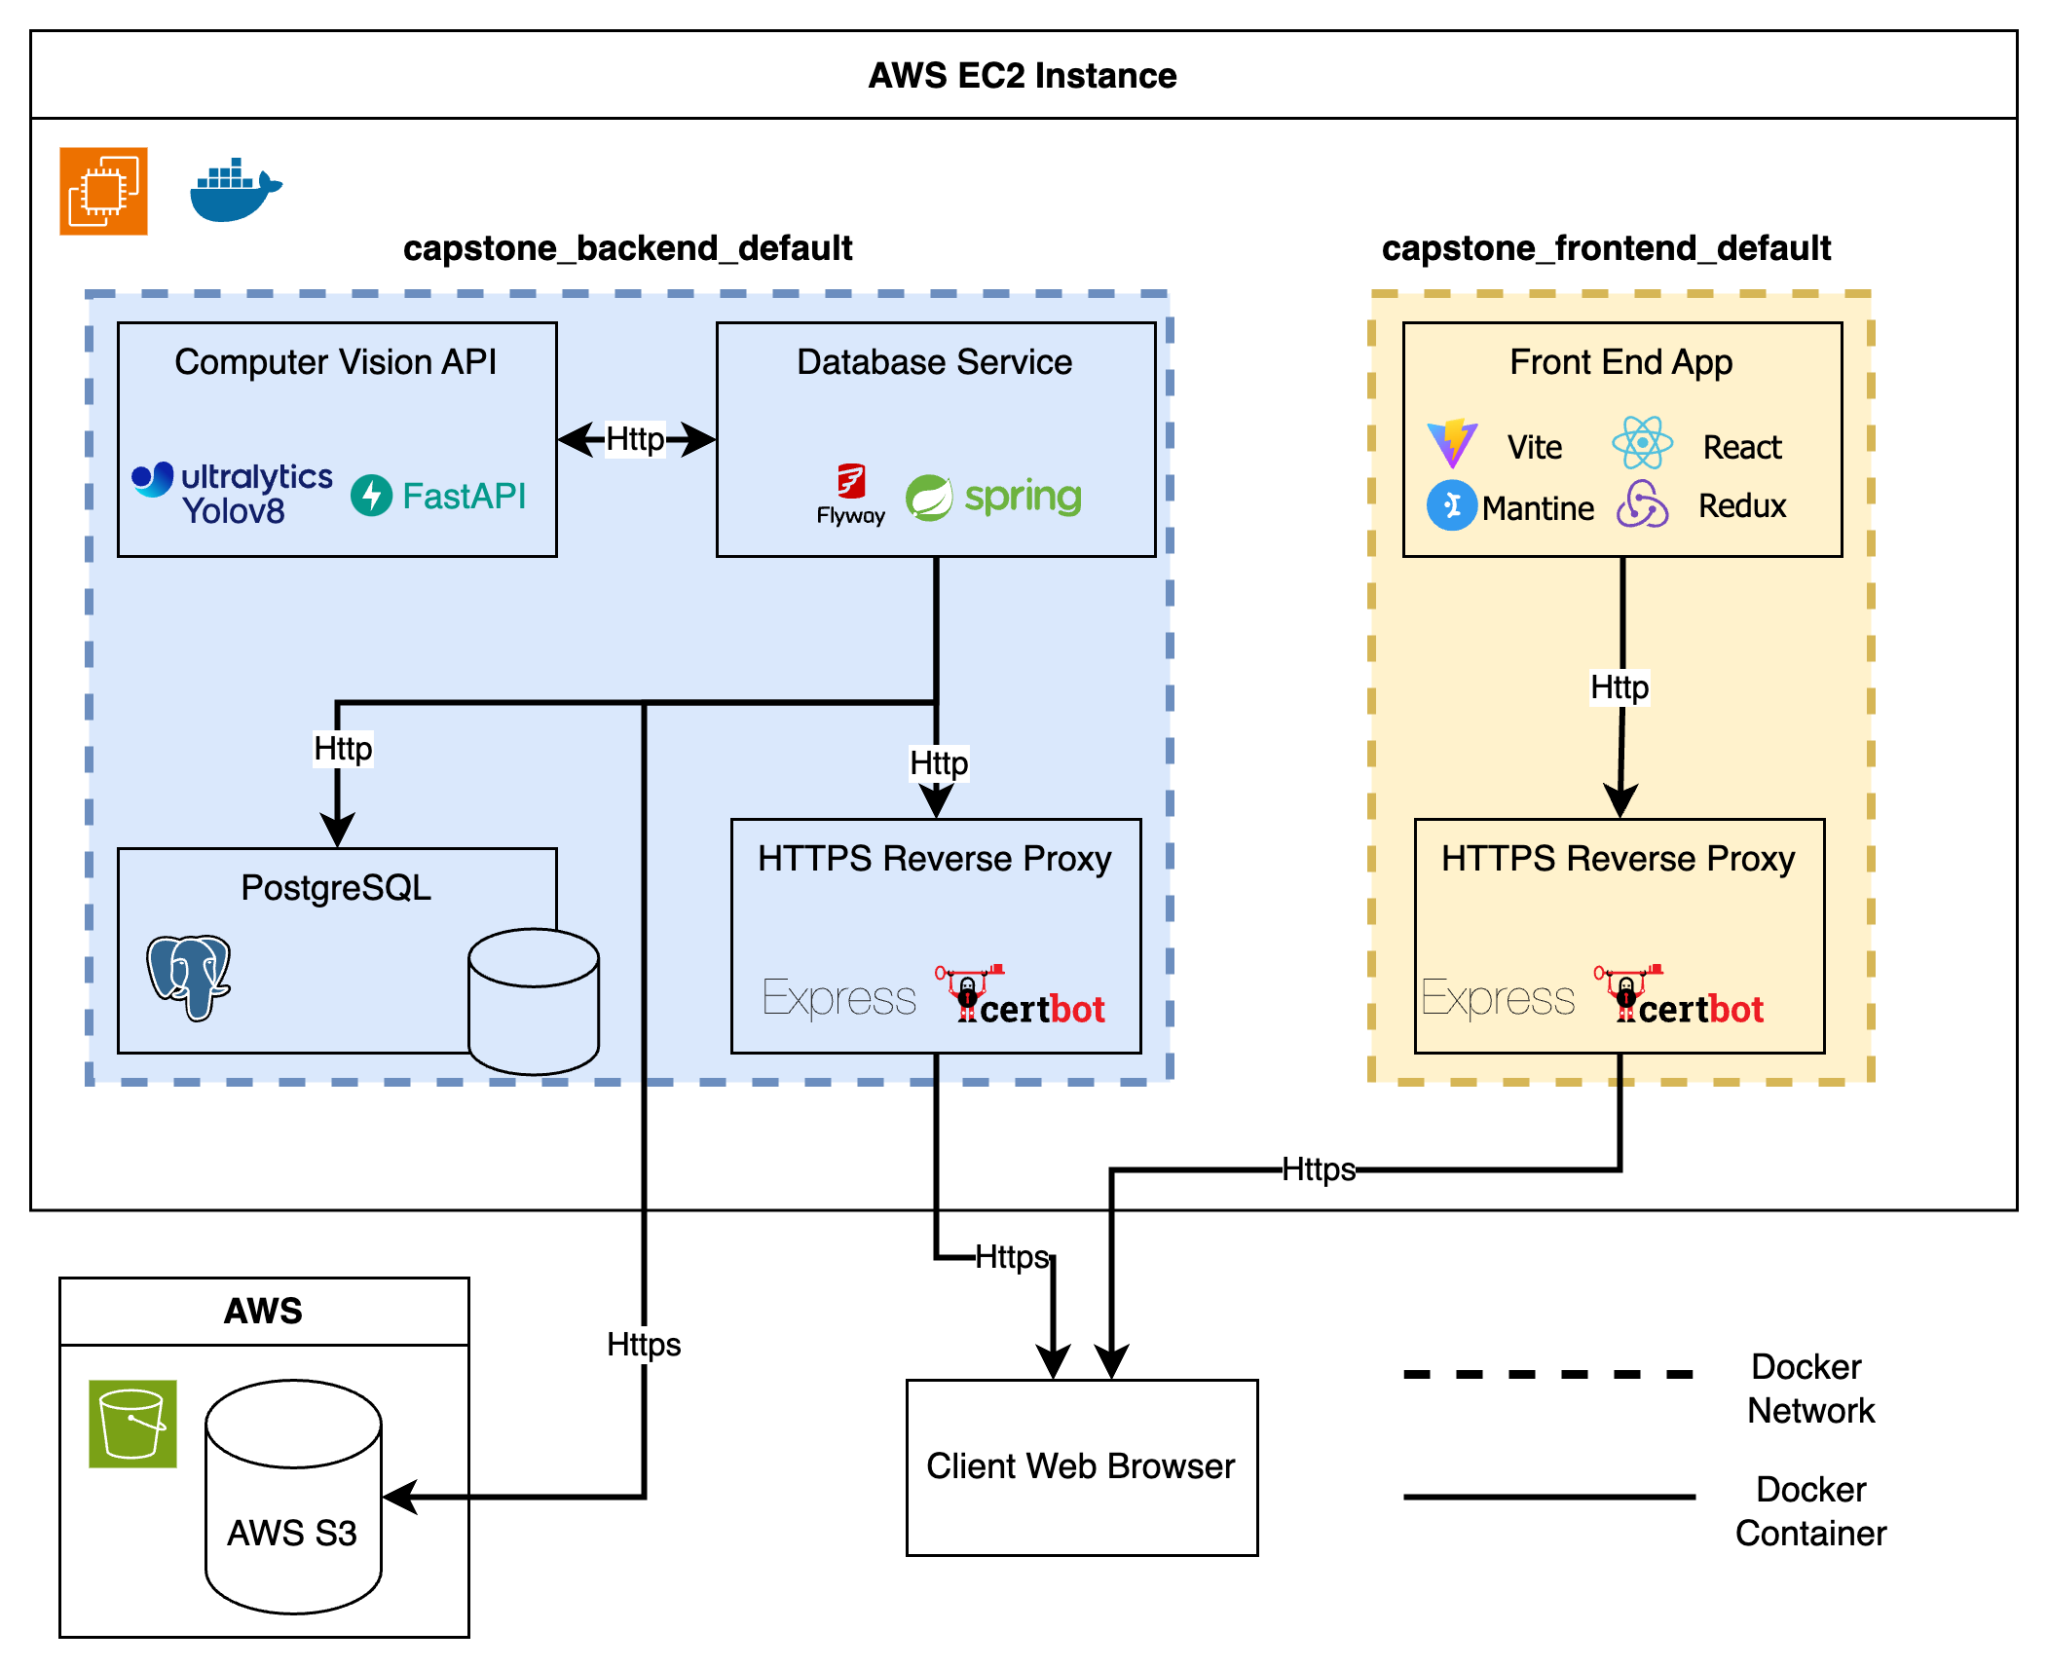 AWS EC2 Instance
capstone_backend_default
capstone_frontend_default
Computer Vision API
ultralytics
Yolov8
FastAPI
Http
Database Service
Flyway
spring
Front End App
Vite
React
Mantine
Redux
Http
Http
Http
PostgreSQL
HTTPS Reverse Proxy
Express
certbot
HTTPS Reverse Proxy
Express
certbot
Https
Https
Https
AWS
AWS S3
Client Web Browser
Docker
Network
Docker
Container